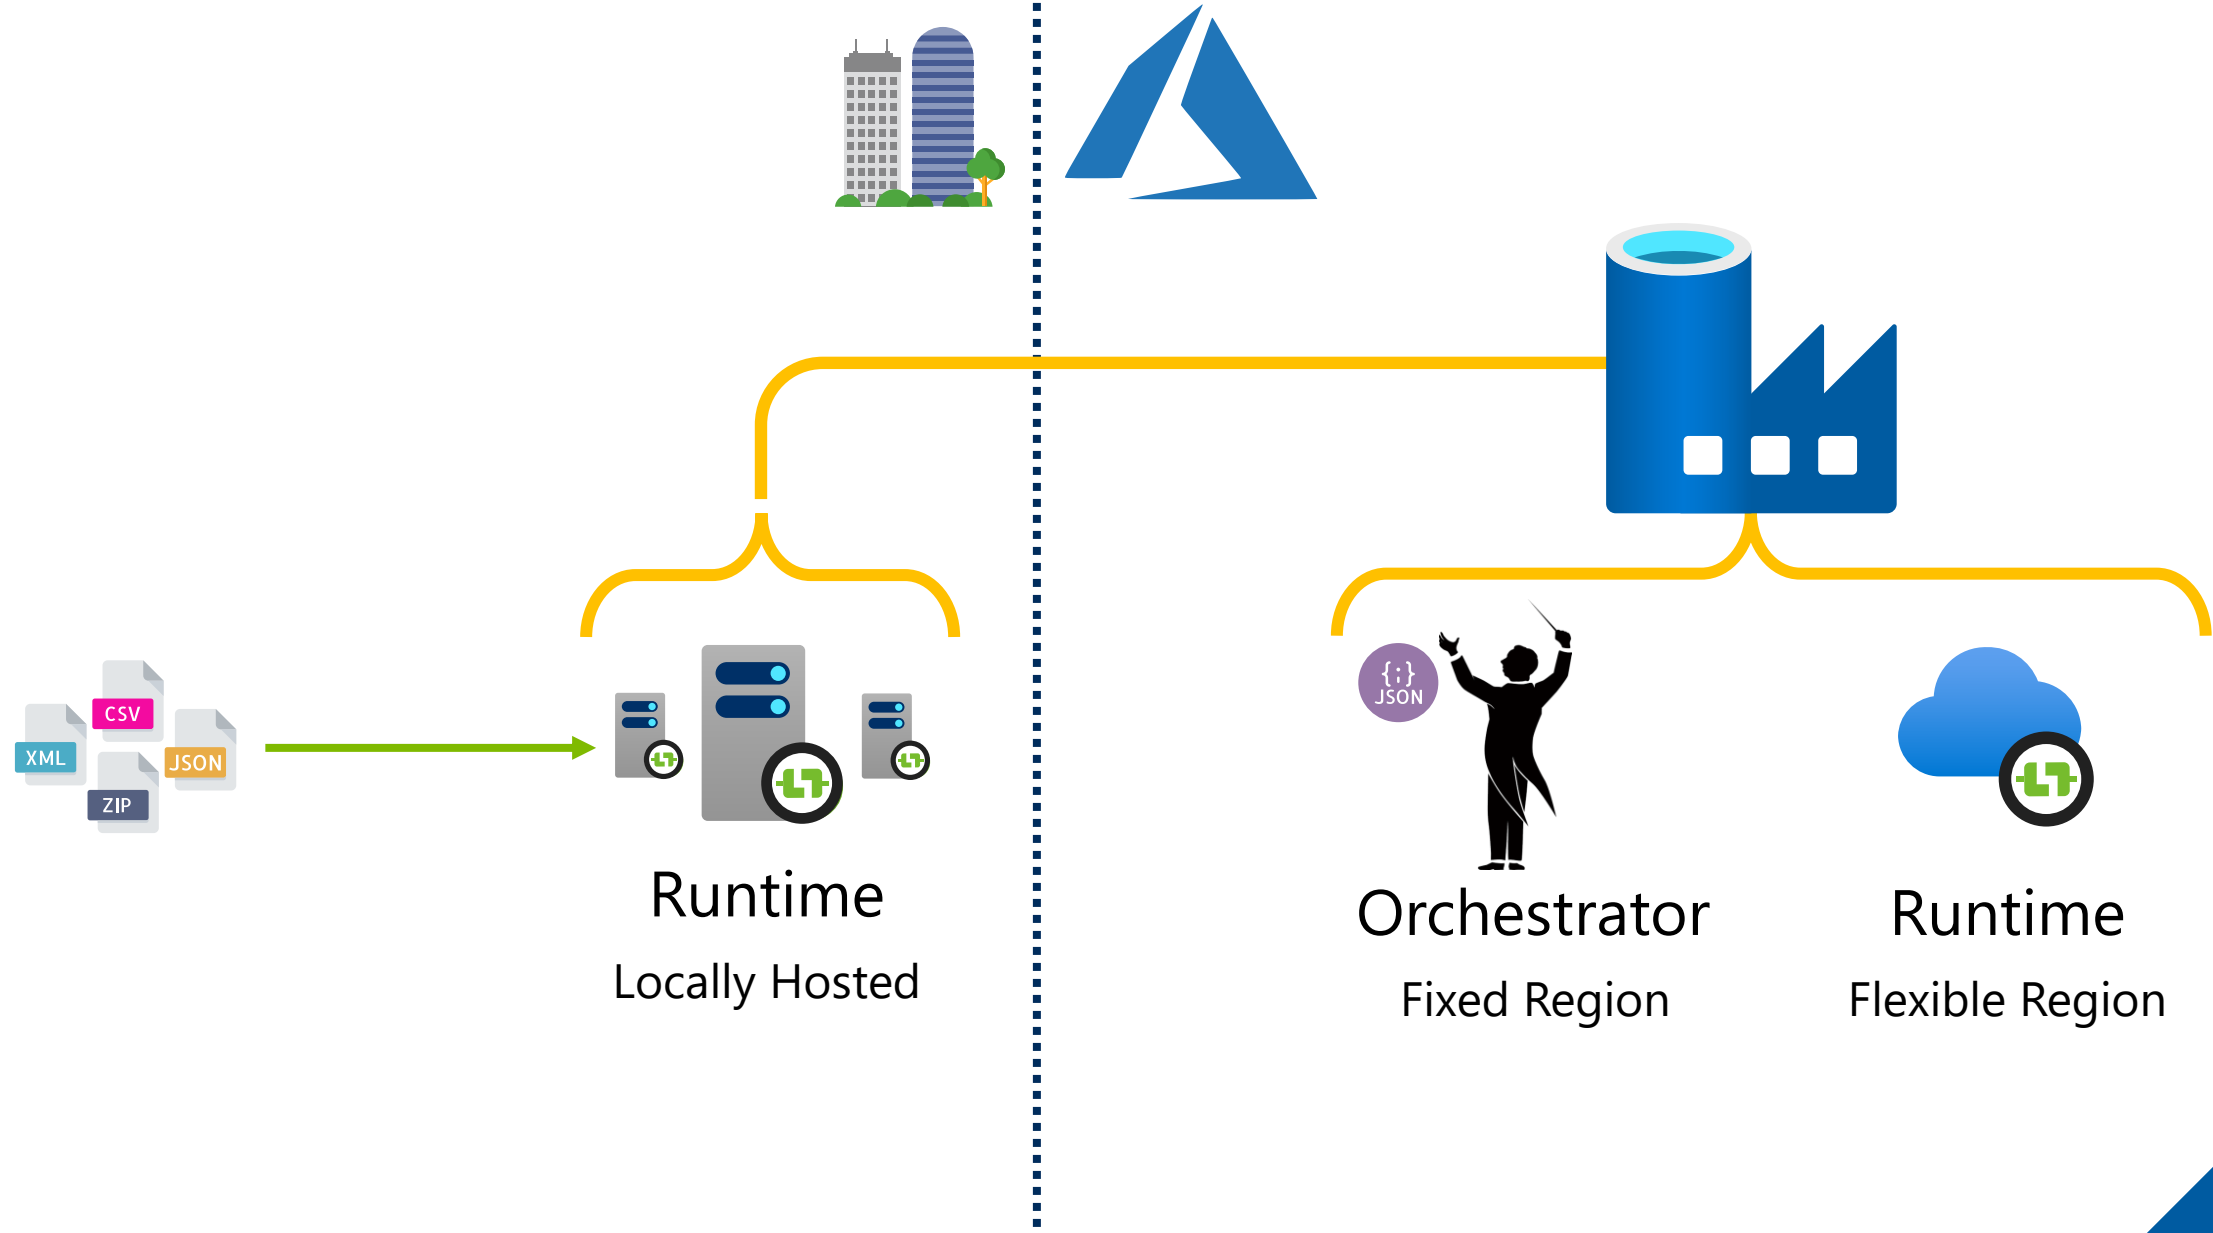 CSV
XML
JSON
ZIP
{;}
JSON
Runtime
Locally Hosted
Orchestrator
Fixed Region
Runtime
Flexible Region